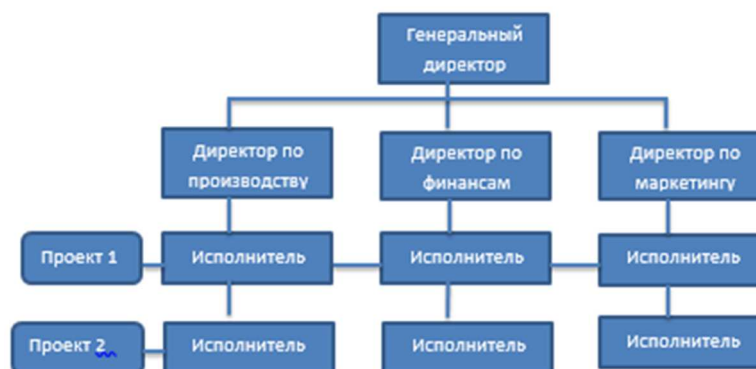 Генеральный
директор
Директор по
производству
Директор по
финансам
Директор по
маркетингу
Проект 1
Исполнитель
Исполнитель
Исполнитель
Проект 2
Исполнитель
Исполнитель
Исполнитель